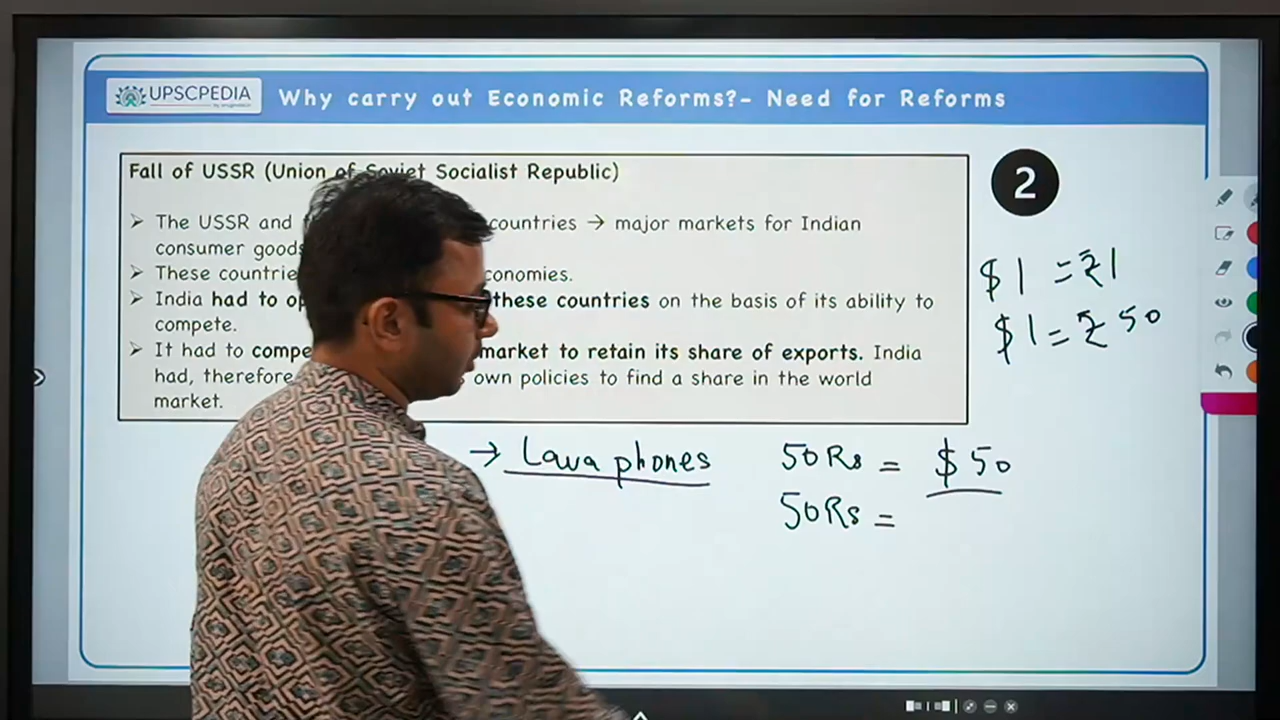 UPSCPEDIA
Why carry out Economic Reforms?- Need for Reforms
Fall of USSR (Union of Soviet Socialist Republic)
2
➢ The USSR and countries → major markets for Indian
consumer goods
➢ These countrie conomies.
➢ India had to op these countries on the basis of its ability to
compete.
➢ It had to compe market to retain its share of exports. India
had, therefore own policies to find a share in the world
market.
$1 = ₹1
$1 = ₹ 50
→ Lava phones
50Rs = $50
50Rs =